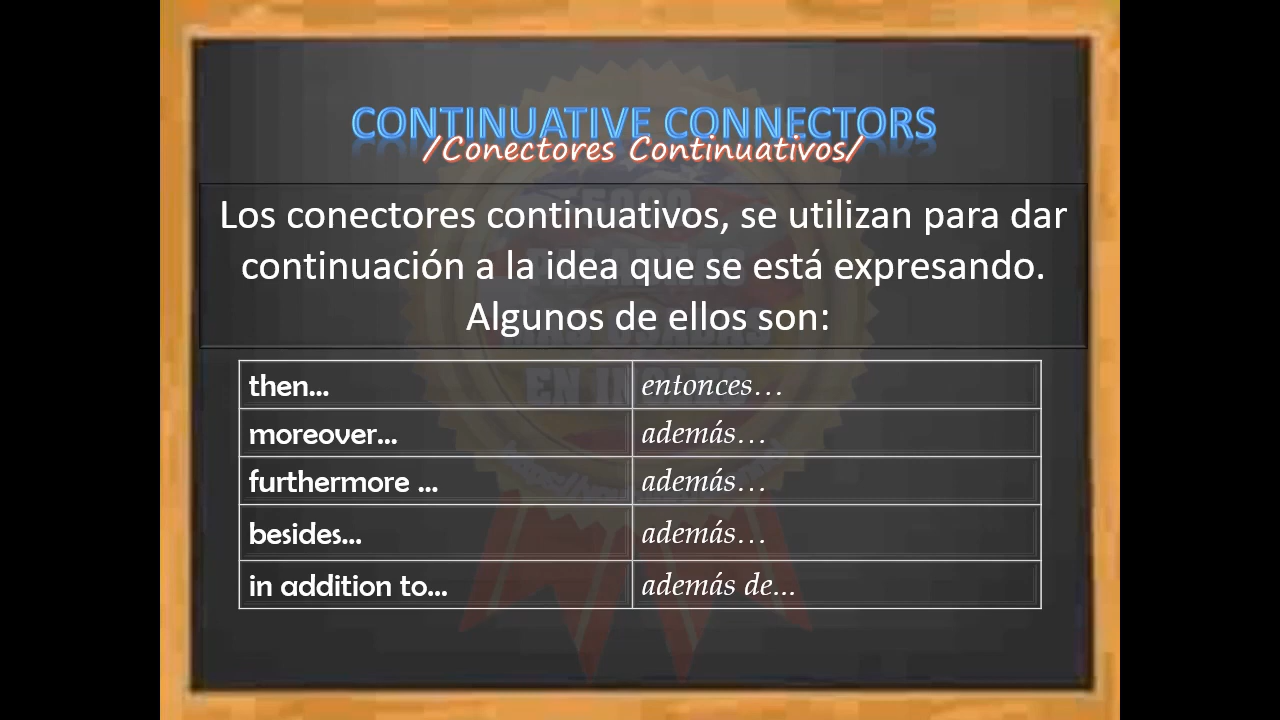 CONTINUATIVE CONNECTORS
/Conectores Continuativos/
Los conectores continuativos, se utilizan para dar
continuación a la idea que se está expresando.
Algunos de ellos son:
then... entonces...
moreover... además...
furthermore ... además...
besides... además...
in addition to... además de...